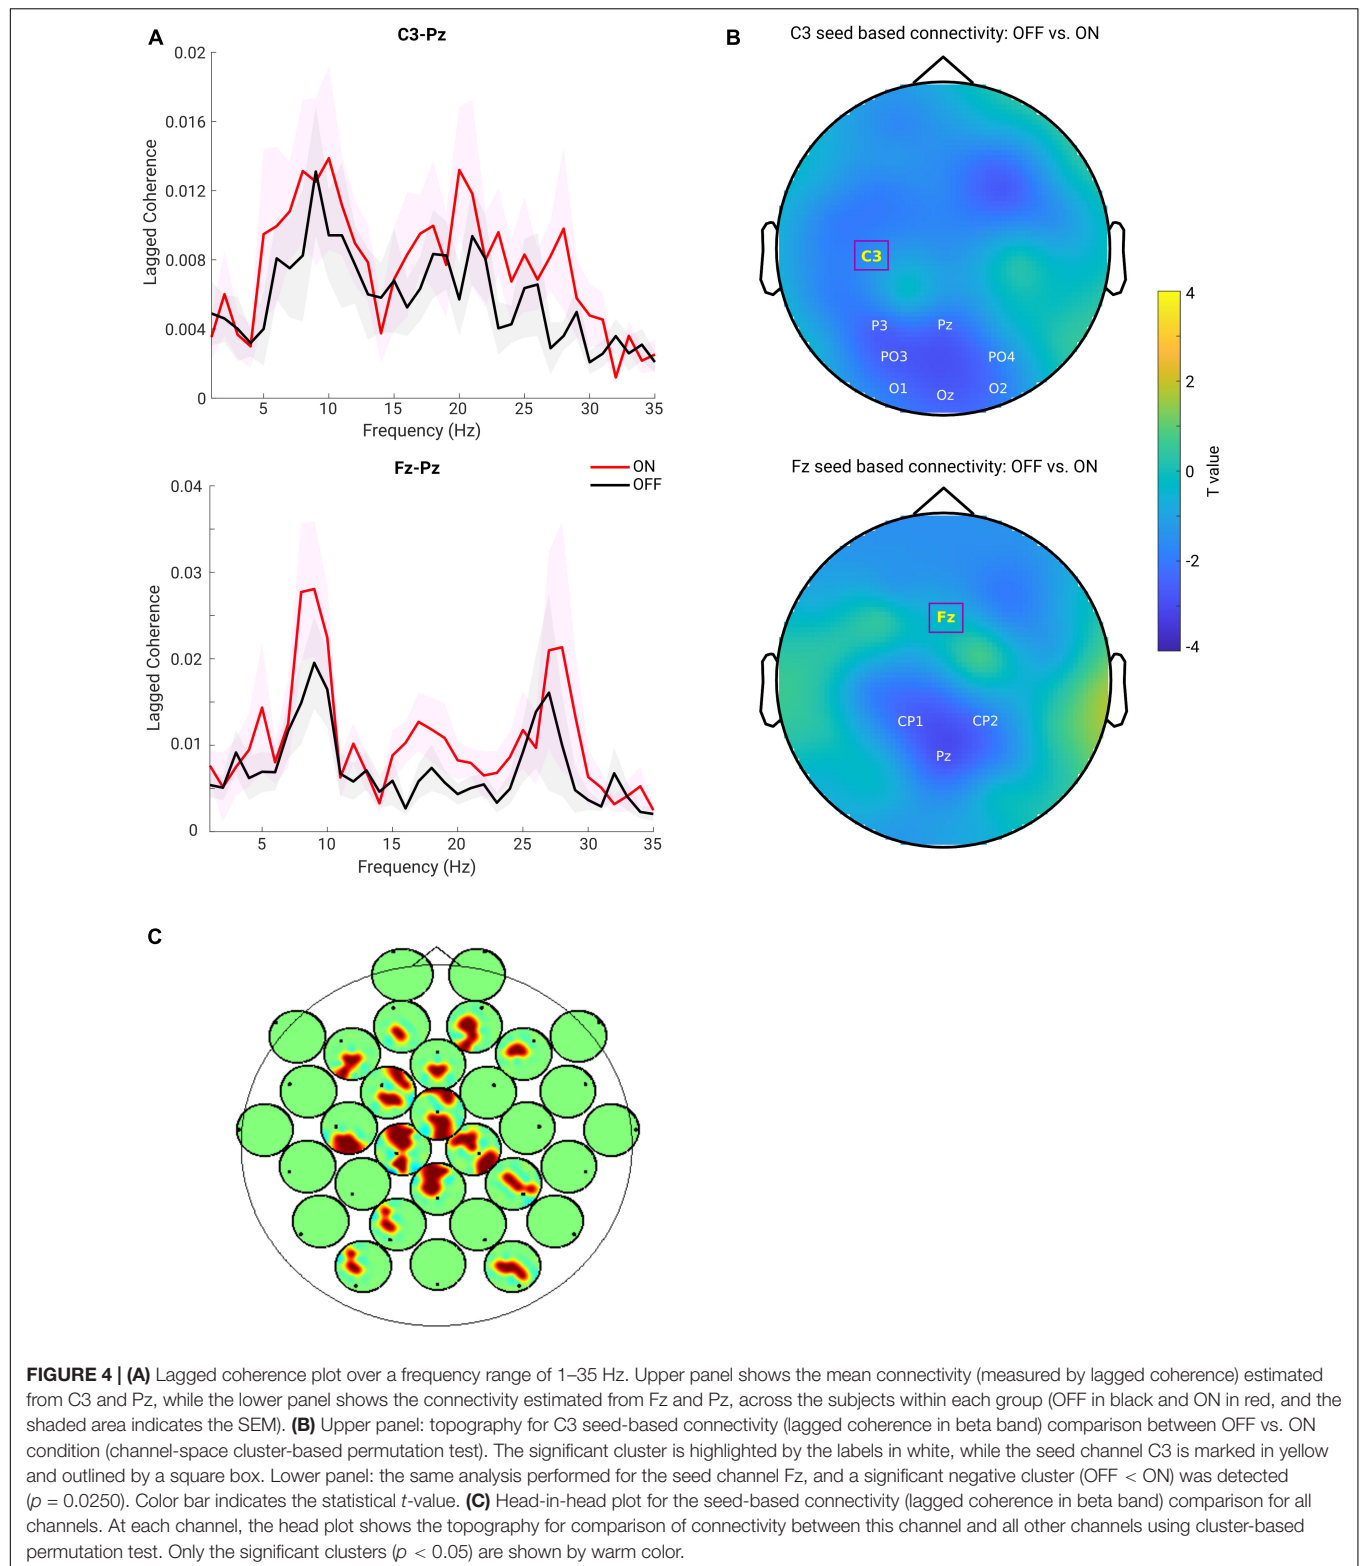 A
C3-Pz
0.02
0.016
0.012
0.008
0.004
0
Lagged Coherence
5 10 15 20 25 30 35
Frequency (Hz)
B
C3 seed based connectivity: OFF vs. ON
C3
P3 Pz
PO3 PO4
O1 Oz O2
Fz-Pz
ON
OFF
0.04
0.03
0.02
0.01
0
Lagged Coherence
5 10 15 20 25 30 35
Frequency (Hz)
Fz seed based connectivity: OFF vs. ON
Fz
CP1 CP2
Pz
4
2
0
-2
-4
T value
C
FIGURE 4 | (A) Lagged coherence plot over a frequency range of 1–35 Hz. Upper panel shows the mean connectivity (measured by lagged coherence) estimated
from C3 and Pz, while the lower panel shows the connectivity estimated from Fz and Pz, across the subjects within each group (OFF in black and ON in red, and the
shaded area indicates the SEM). (B) Upper panel: topography for C3 seed-based connectivity (lagged coherence in beta band) comparison between OFF vs. ON
condition (channel-space cluster-based permutation test). The significant cluster is highlighted by the labels in white, while the seed channel C3 is marked in yellow
and outlined by a square box. Lower panel: the same analysis performed for the seed channel Fz, and a significant negative cluster (OFF < ON) was detected
(p = 0.0250). Color bar indicates the statistical t-value. (C) Head-in-head plot for the seed-based connectivity (lagged coherence in beta band) comparison for all
channels. At each channel, the head plot shows the topography for comparison of connectivity between this channel and all other channels using cluster-based
permutation test. Only the significant clusters (p < 0.05) are shown by warm color.